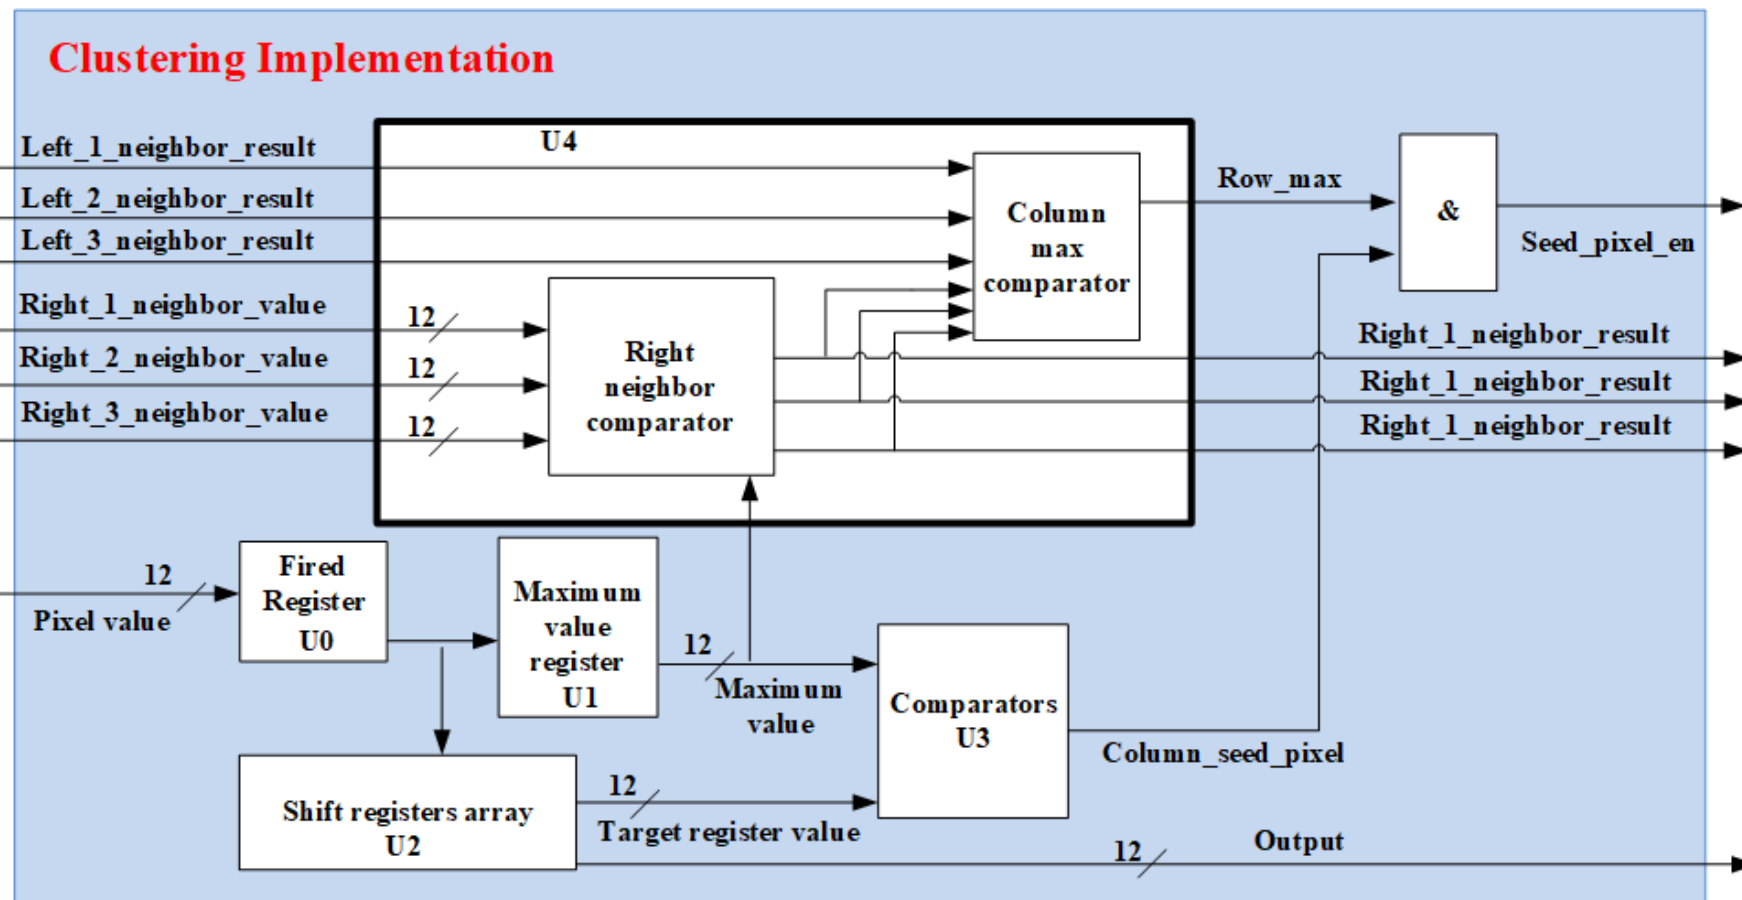 Clustering Implementation
U4
Left_1_neighbor_result
Left_2_neighbor_result
Left_3_neighbor_result
Right_1_neighbor_value
12
Right_2_neighbor_value
12
Right_3_neighbor_value
12
Right
neighbor
comparator
Column
max
comparator
Row_max
&
Seed_pixel_en
Right_1_neighbor_result
Right_1_neighbor_result
Right_1_neighbor_result
12
Pixel value
Fired
Register
U0
Maximum
value
register
U1
12
Maximum
value
Comparators
U3
Column_seed_pixel
Shift registers array
U2
12
Target register value
12
Output